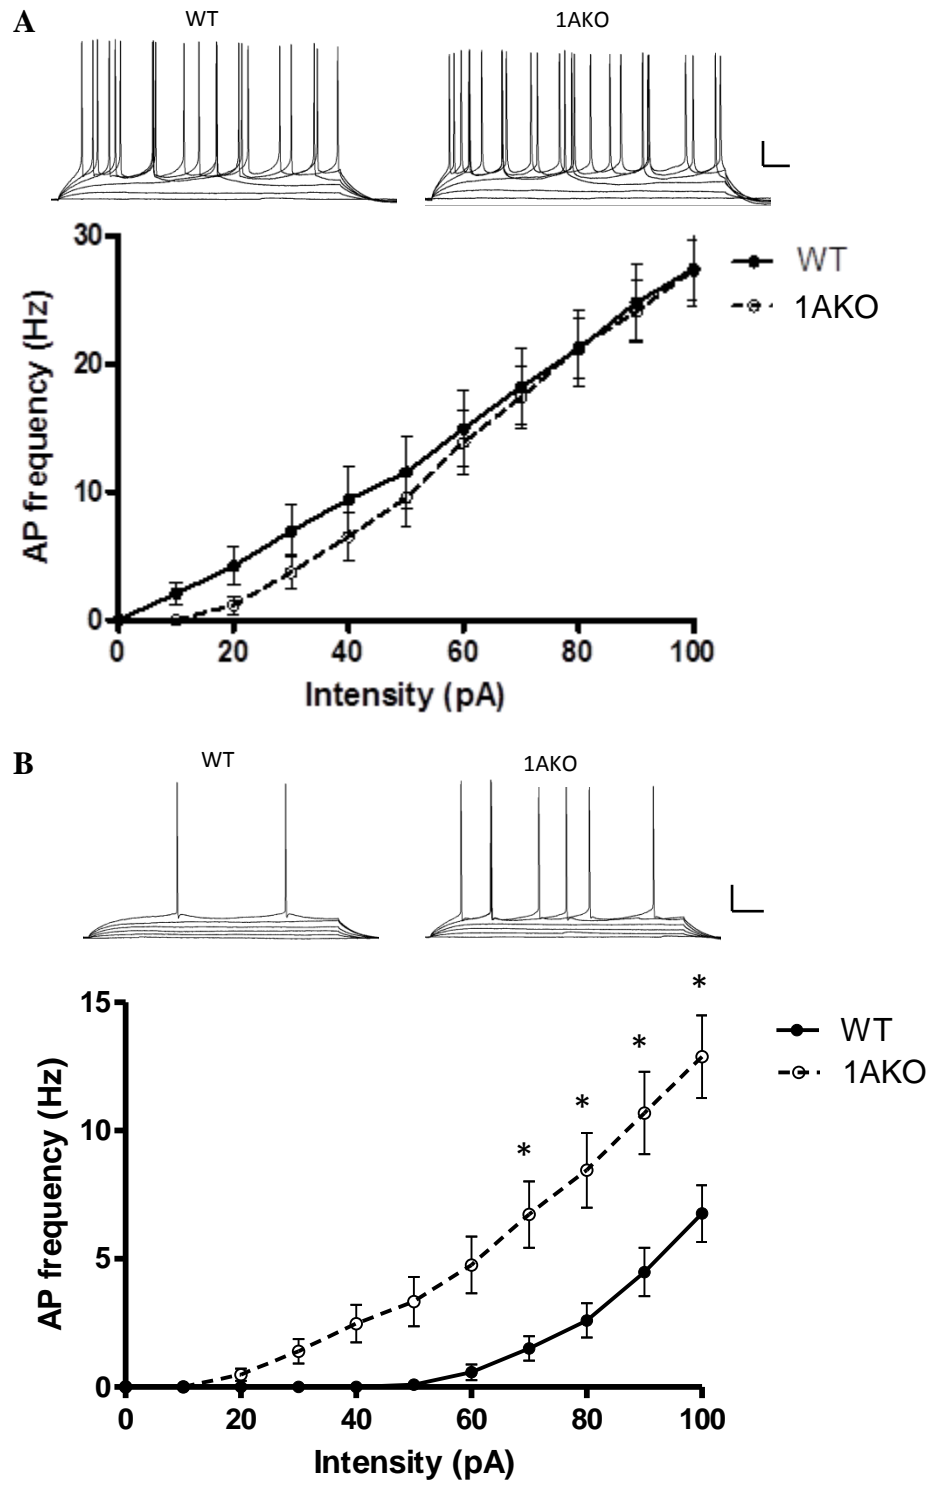 A
WT 1AKO
30
20
10
0
AP frequency (Hz)
WT
1AKO
0 20 40 60 80 100
Intensity (pA)
B
WT 1AKO
15
10
5
0
AP frequency (Hz)
* * * *
WT
1AKO
0 20 40 60 80 100
Intensity (pA)